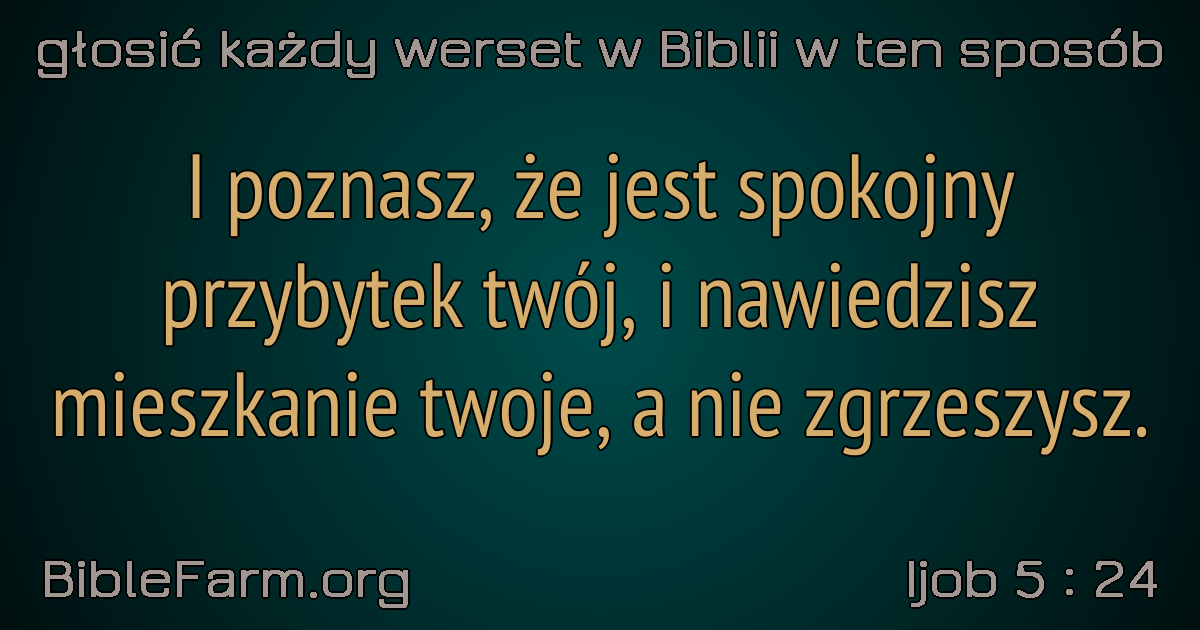 głosić każdy werset w Biblii w ten sposób
I poznasz, że jest spokojny
przybytek twój, i nawiedzisz
mieszkanie twoje, a nie zgrzeszysz.
BibleFarm.org
Ijob 5 : 24